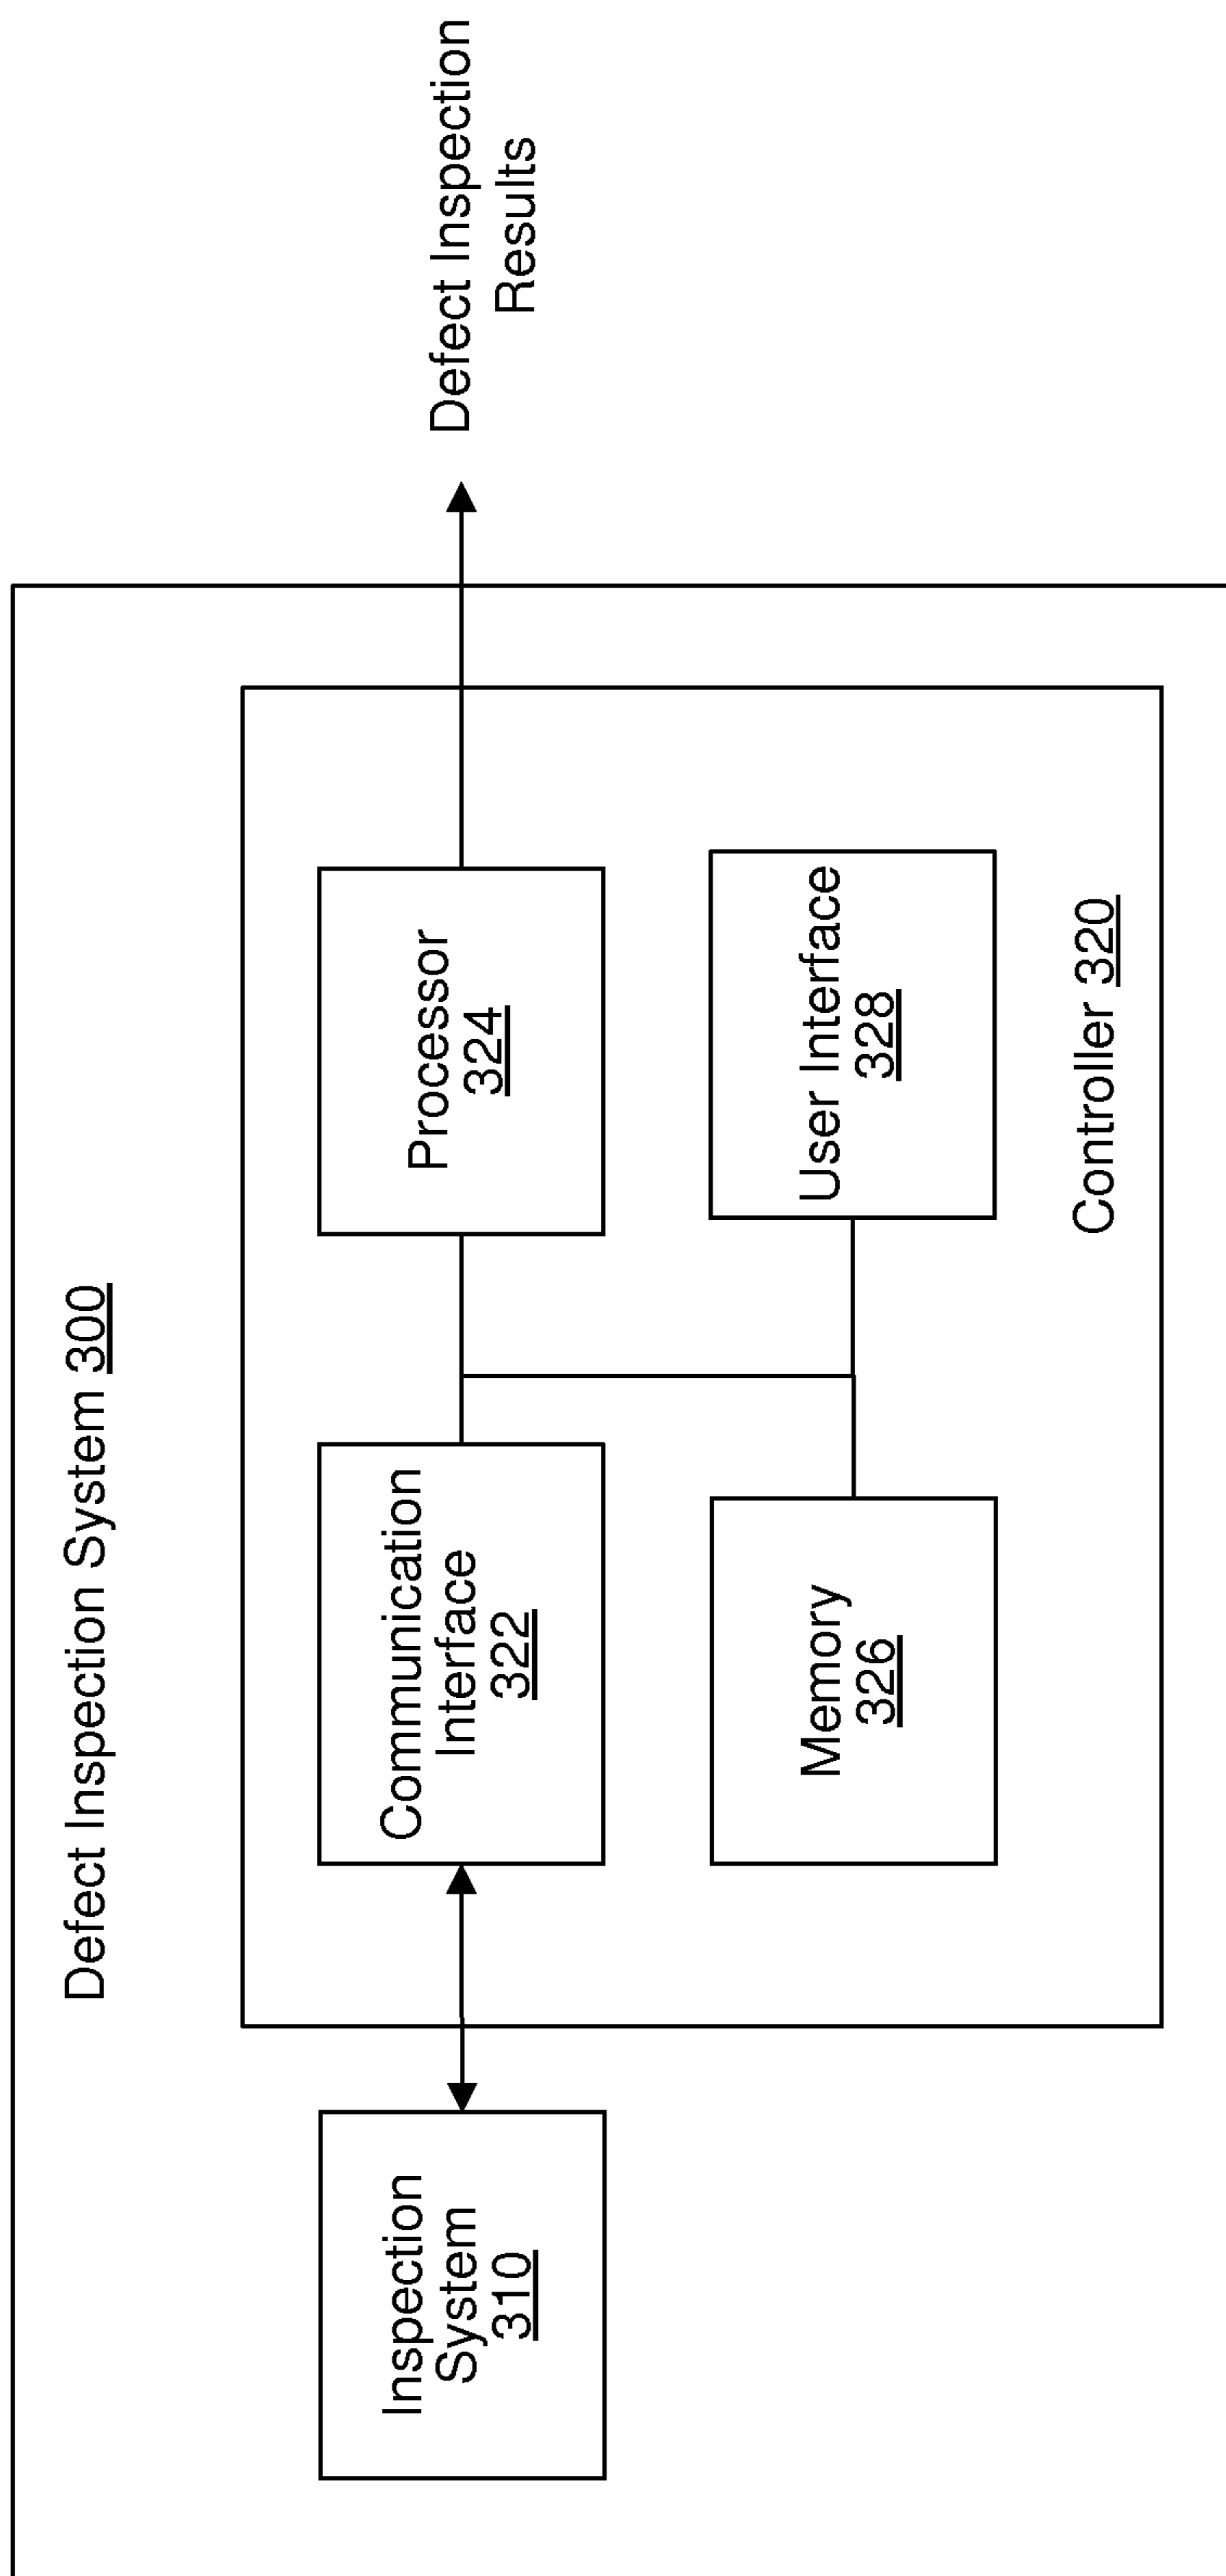 Defect Inspection System 300
Inspection
System
310
Communication
Interface
322
Processor
324
Memory
326
User Interface
328
Controller 320
Defect Inspection
Results